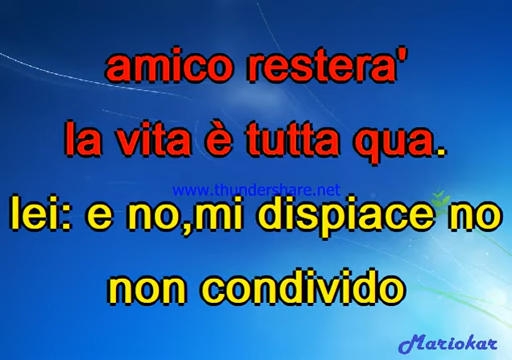 amico restera'
la vita è tutta qua.
www.thundershare.net
lei: e no,mi dispiace no
non condivido
Mariokar